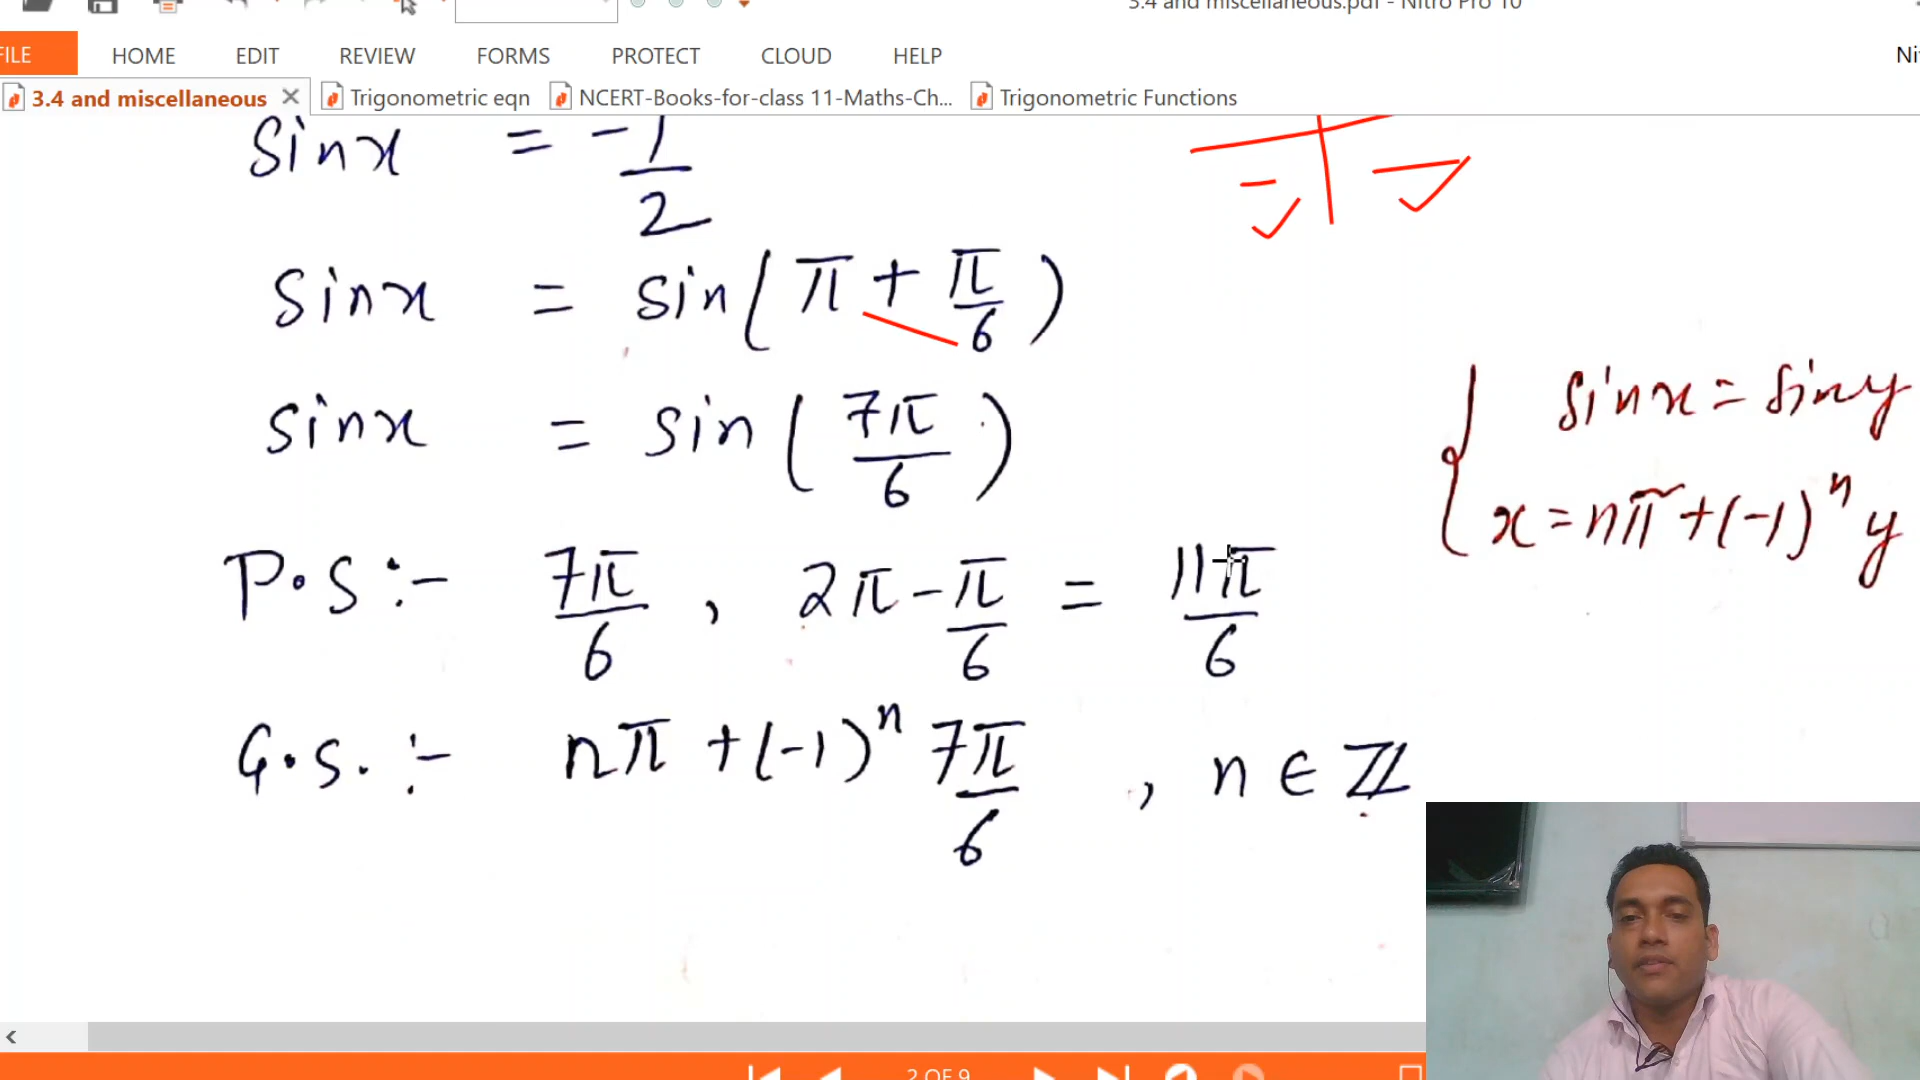 3.4 and miscellaneous.pdf - Nitro Pro 10
FILE HOME EDIT REVIEW FORMS PROTECT CLOUD HELP
3.4 and miscellaneous Trigonometric eqn NCERT-Books-for-class 11-Maths-Ch... Trigonometric Functions
Sinx = -1/2
Sinx = sin(π + π/6)
sinx = sin(7π/6)
sinx = siny
x = nπ + (-1)ⁿ y
P.S :- 7π/6 , 2π - π/6 = 11π/6
G.S. :- nπ + (-1)ⁿ 7π/6 , n ∈ ℤ
2 OF 9